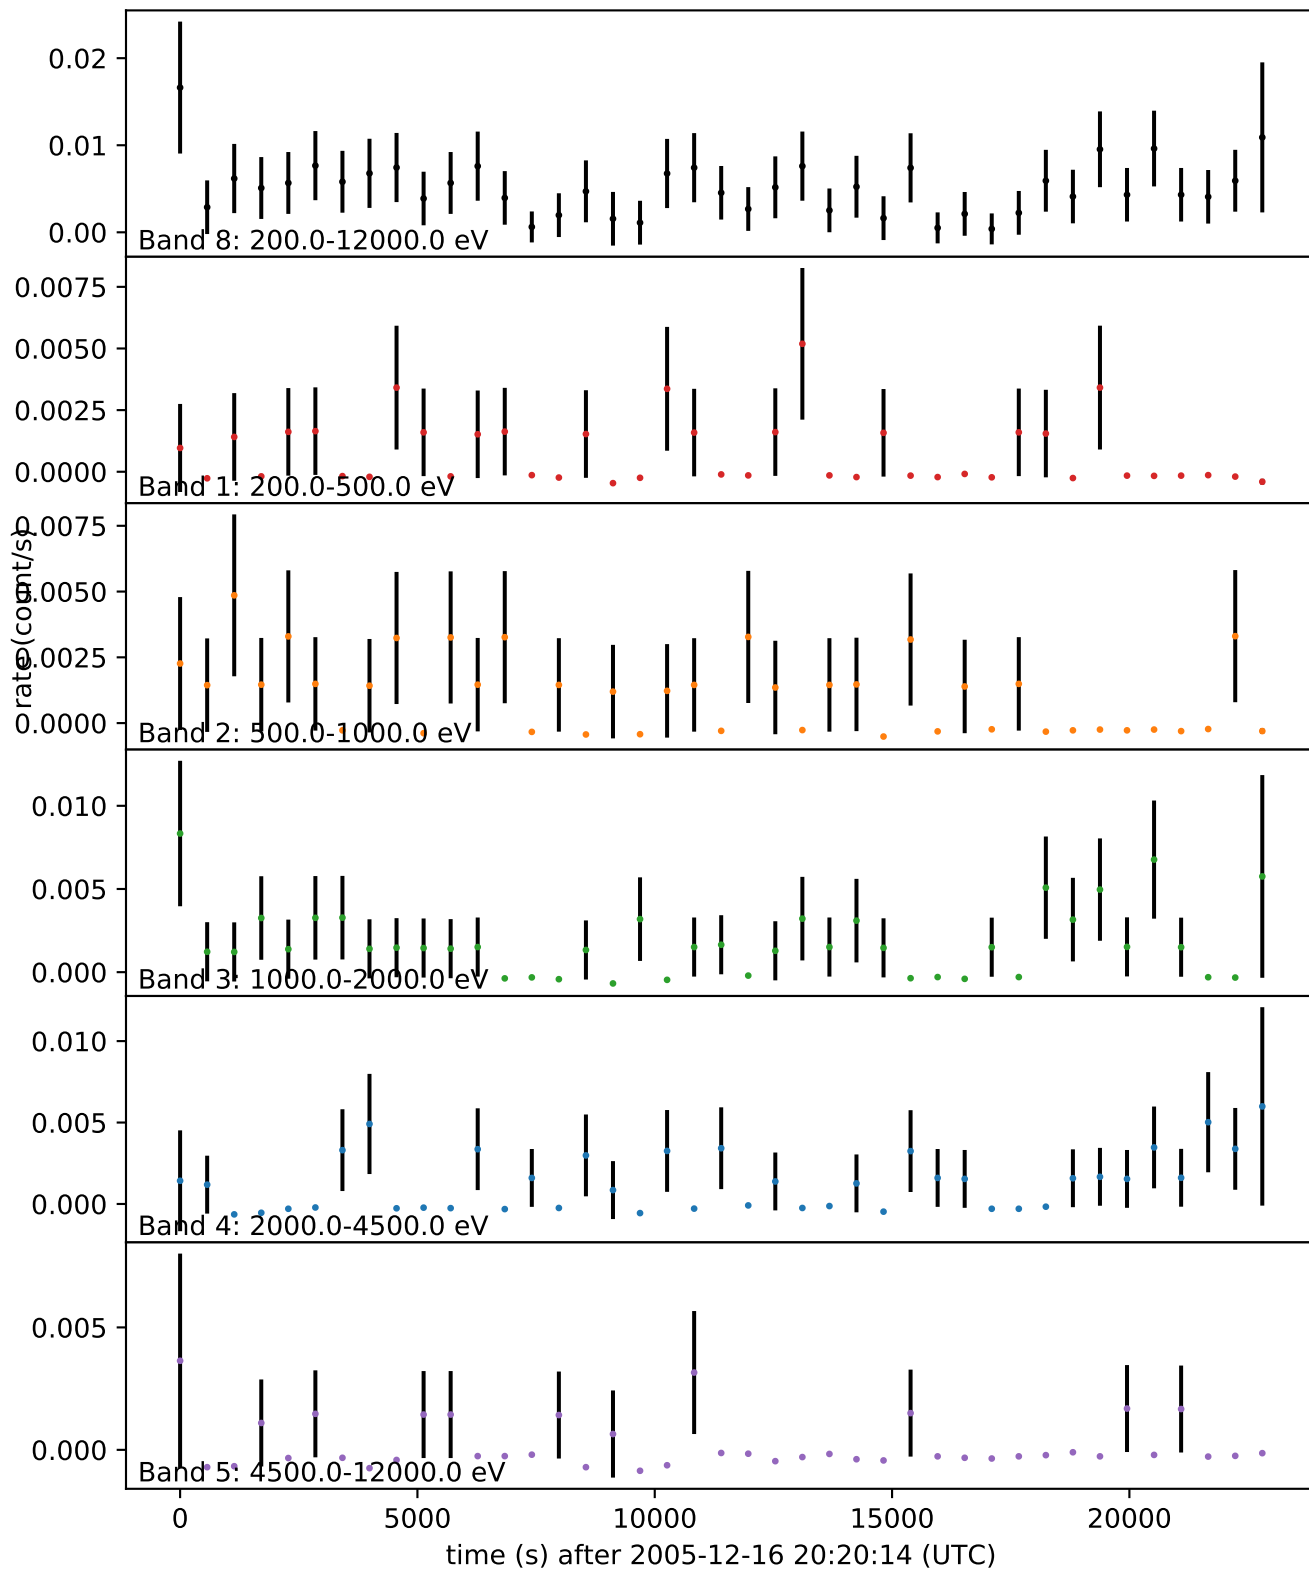 0.02
0.01
0.00
Band 8: 200.0-12000.0 eV
0.0075
0.0050
0.0025
0.0000
Band 1: 200.0-500.0 eV
rate (count/s)
0.0075
0.0050
0.0025
0.0000
Band 2: 500.0-1000.0 eV
0.010
0.005
0.000
Band 3: 1000.0-2000.0 eV
0.010
0.005
0.000
Band 4: 2000.0-4500.0 eV
0.005
0.000
Band 5: 4500.0-12000.0 eV
0 5000 10000 15000 20000
time (s) after 2005-12-16 20:20:14 (UTC)